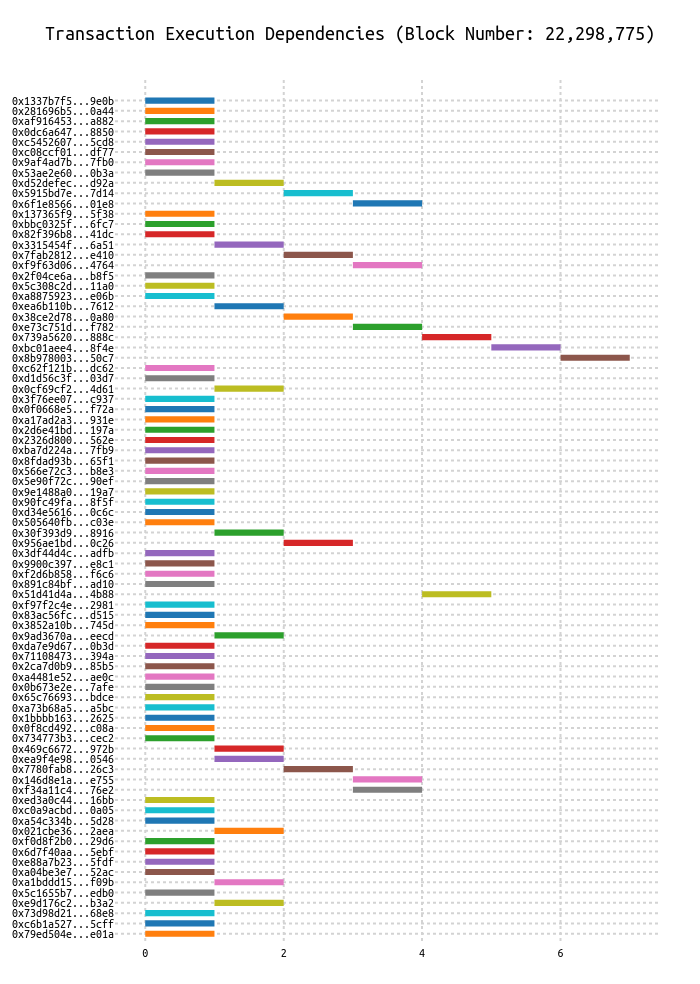 Transaction Execution Dependencies (Block Number: 22,298,775)
0x1337b7f5...9e0b
0x281696b5...0a44
0xaf916453...a882
0x0dc6a647...8850
0xc5452607...5cd8
0xc08ccf01...df77
0x9af4ad7b...7fb0
0x53ae2e60...0b3a
0xd52defec...d92a
0x5915bd7e...7d14
0x6f1e8566...01e8
0x137365f9...5f38
0xbbc0325f...6fc7
0x82f396b8...41dc
0x3315454f...6a51
0x7fab2812...e410
0xf9f63d06...4764
0x2f04ce6a...b8f5
0x5c308c2d...11a0
0xa8875923...e06b
0xea6b110b...7612
0x38ce2d78...0a80
0xe73c751d...f782
0x739a5620...888c
0xbc01aee4...8f4e
0x8b978003...50c7
0xc62f121b...dc62
0xd1d56c3f...03d7
0x0cf69cf2...4d61
0x3f76ee07...c937
0x0f0668e5...f72a
0xa17ad2a3...931e
0x2d6e41bd...197a
0x2326d800...562e
0xba7d224a...7fb9
0x8fdad93b...65f1
0x566e72c3...b8e3
0x5e90f72c...90ef
0x9e1488a0...19a7
0x90fc49fa...8f5f
0xd34e5616...0c6c
0x505640fb...c03e
0x30f393d9...8916
0x956ae1bd...0c26
0x3df44d4c...adfb
0x9900c397...e8c1
0xf2d6b858...f6c6
0x891c84bf...ad10
0x51d41d4a...4b88
0xf97f2c4e...2981
0x83ac56fc...d515
0x3852a10b...745d
0x9ad3670a...eecd
0xda7e9d67...0b3d
0x71108473...394a
0x2ca7d0b9...85b5
0xa4481e52...ae0c
0x0b673e2e...7afe
0x65c76693...bdce
0xa73b68a5...a5bc
0x1bbbb163...2625
0x0f8cd492...c08a
0x734773b3...cec2
0x469c6672...972b
0xea9f4e98...0546
0x7780fab8...26c3
0x146d8e1a...e755
0xf34a11c4...76e2
0xed3a0c44...16bb
0xc0a9acbd...0a05
0xa54c334b...5d28
0x021cbe36...2aea
0xf0d8f2b0...29d6
0x6d7f40aa...5ebf
0xe88a7b23...5fdf
0xa04be3e7...52ac
0xa1bddd15...f09b
0x5c1655b7...edb0
0xe9d176c2...b3a2
0x73d98d21...68e8
0xc6b1a527...5cff
0x79ed504e...e01a
0 2 4 6